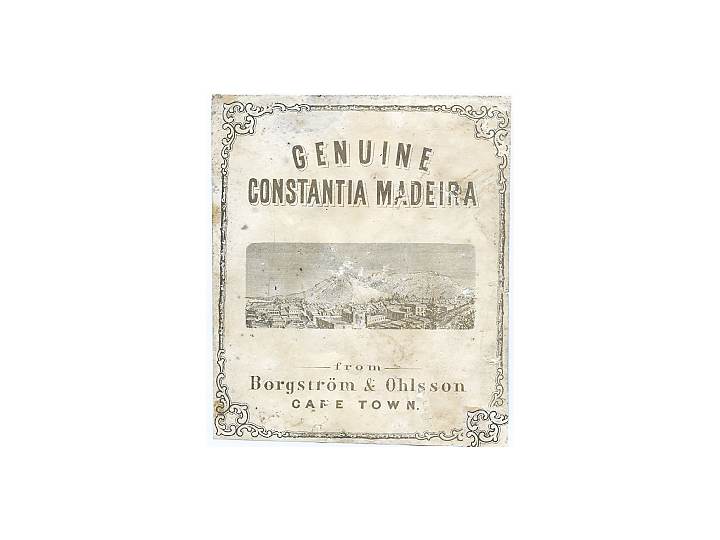 GENUINE
CONSTANTIA MADEIRA
from
Borgström & Ohlsson
CAPE TOWN.